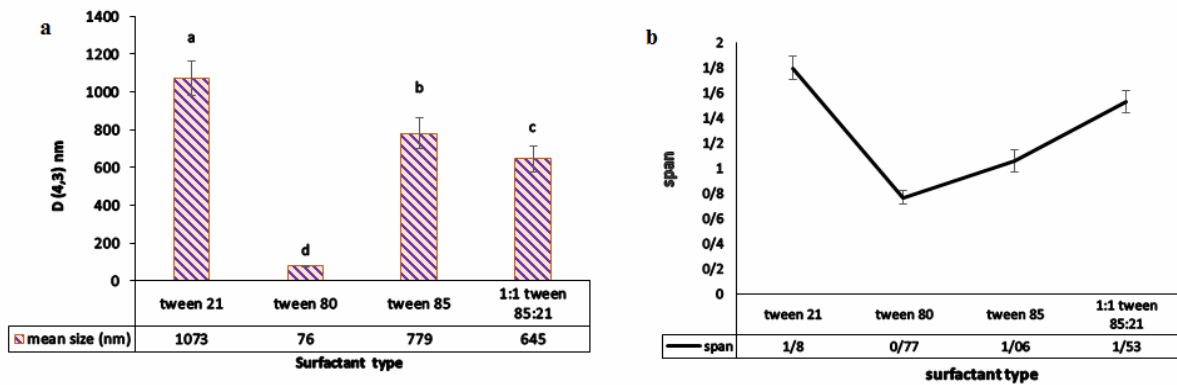 a
D (4,3) nm
1400
1200
1000
800
600
400
200
0
a
d
b
c
tween 21 tween 80 tween 85 1:1 tween
85:21
mean size (nm) 1073 76 779 645
Surfactant type
b
span
2
1/8
1/6
1/4
1/2
1
0/8
0/6
0/4
0/2
0
tween 21 tween 80 tween 85 1:1 tween
85:21
span 1/8 0/77 1/06 1/53
surfactant type